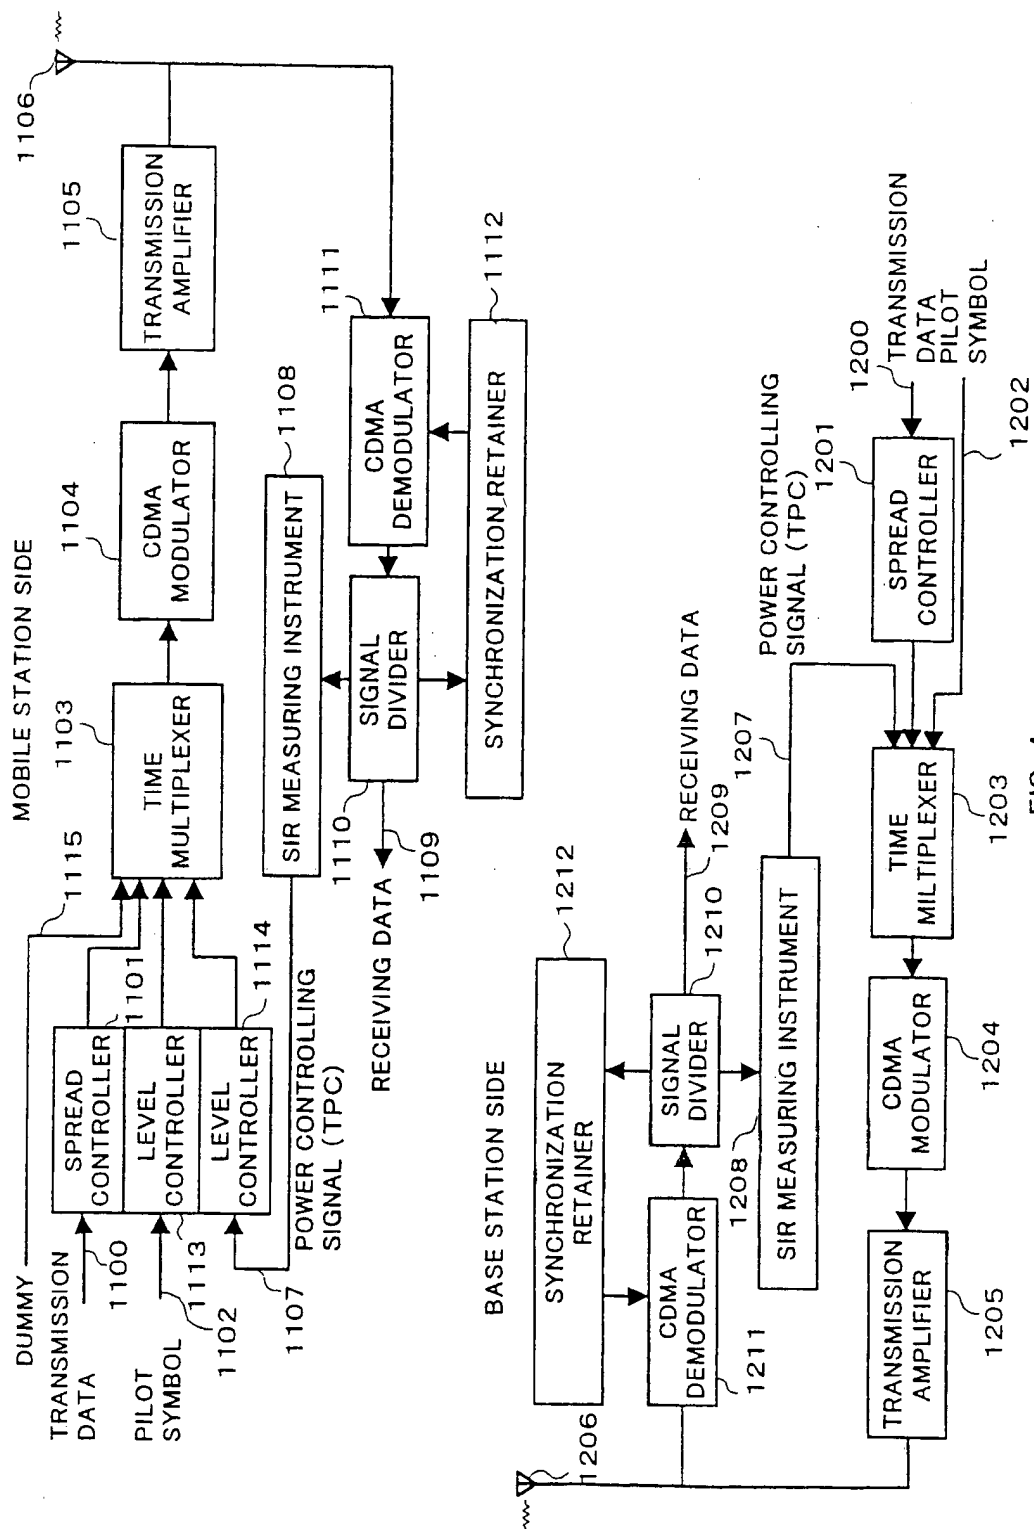 MOBILE STATION SIDE
DUMMY
1115
TRANSMISSION
DATA
1100
SPREAD
CONTROLLER
1101
PILOT
SYMBOL
1102
LEVEL
CONTROLLER
1113
LEVEL
CONTROLLER
1114
1107
POWER CONTROLLING
SIGNAL (TPC)
TIME
MULTIPLEXER
1103
CDMA
MODULATOR
1104
TRANSMISSION
AMPLIFIER
1105
1106
SIR MEASURING INSTRUMENT
1108
RECEIVING DATA
1109
SIGNAL
DIVIDER
1110
CDMA
DEMODULATOR
1111
SYNCHRONIZATION RETAINER
1112
BASE STATION SIDE
1206
SYNCHRONIZATION
RETAINER
1212
CDMA
DEMODULATOR
1211
SIGNAL
DIVIDER
1210
RECEIVING DATA
1209
1208
SIR MEASURING INSTRUMENT
1207
POWER CONTROLLING
SIGNAL (TPC)
TRANSMISSION
AMPLIFIER
1205
CDMA
MODULATOR
1204
TIME
MILTIPLEXER
1203
SPREAD
CONTROLLER
1201
1200
TRANSMISSION
DATA
PILOT
SYMBOL
1202